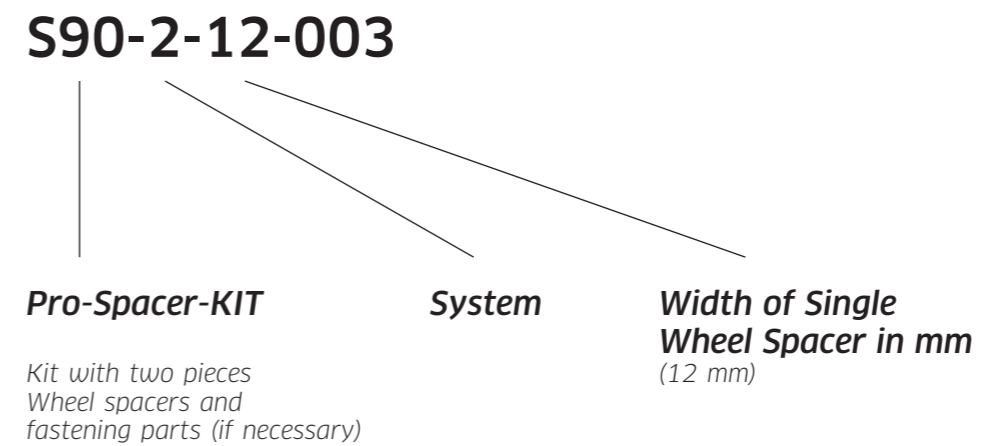 S90-2-12-003
Pro-Spacer-KIT
Kit with two pieces
Wheel spacers and
fastening parts (if necessary)
System
Width of Single
Wheel Spacer in mm
(12 mm)